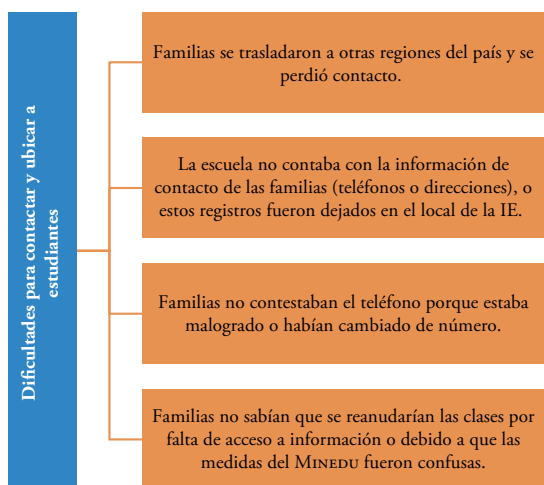 Dificultades para contactar y ubicar a
estudiantes
Familias se trasladaron a otras regiones del país y se
perdió contacto.
La escuela no contaba con la información de
contacto de las familias (teléfonos o direcciones), o
estos registros fueron dejados en el local de la IE.
Familias no contestaban el teléfono porque estaba
malogrado o habían cambiado de número.
Familias no sabían que se reanudarían las clases por
falta de acceso a información o debido a que las
medidas del MINEDU fueron confusas.